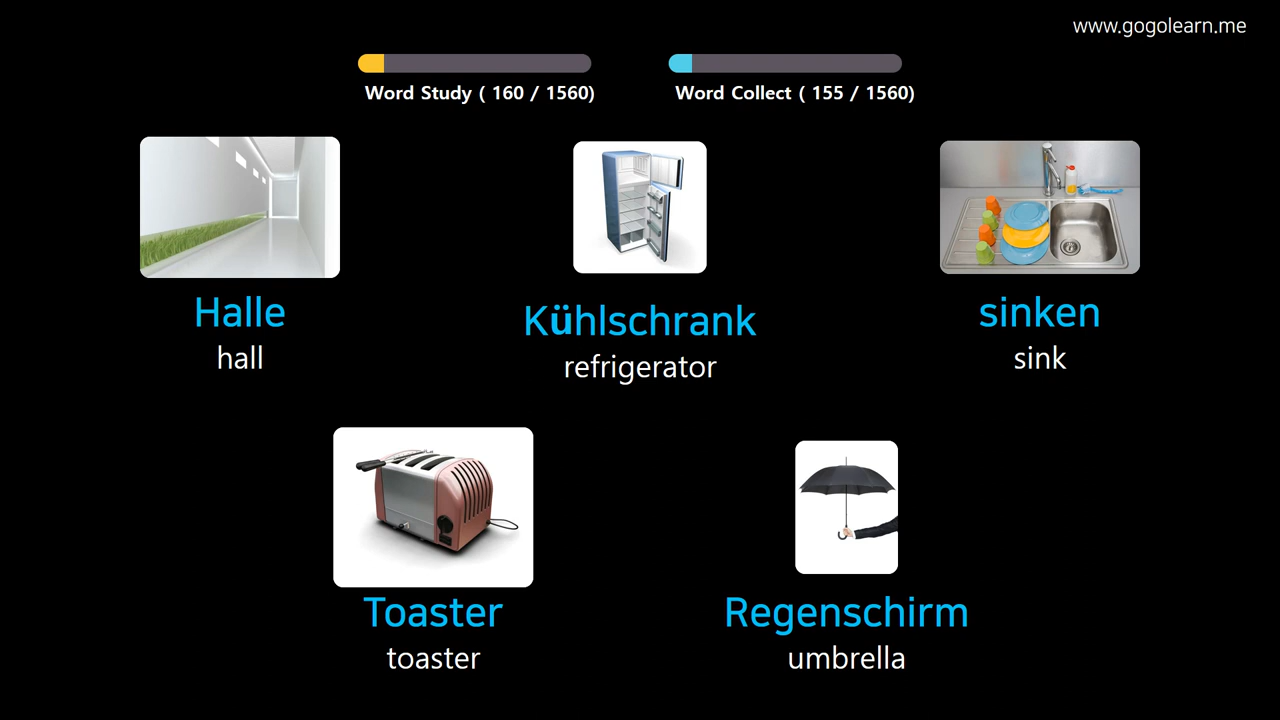 www.gogolearn.me
Word Study ( 160 / 1560)
Word Collect ( 155 / 1560)
Halle
hall
Kühlschrank
refrigerator
sinken
sink
Toaster
toaster
Regenschirm
umbrella